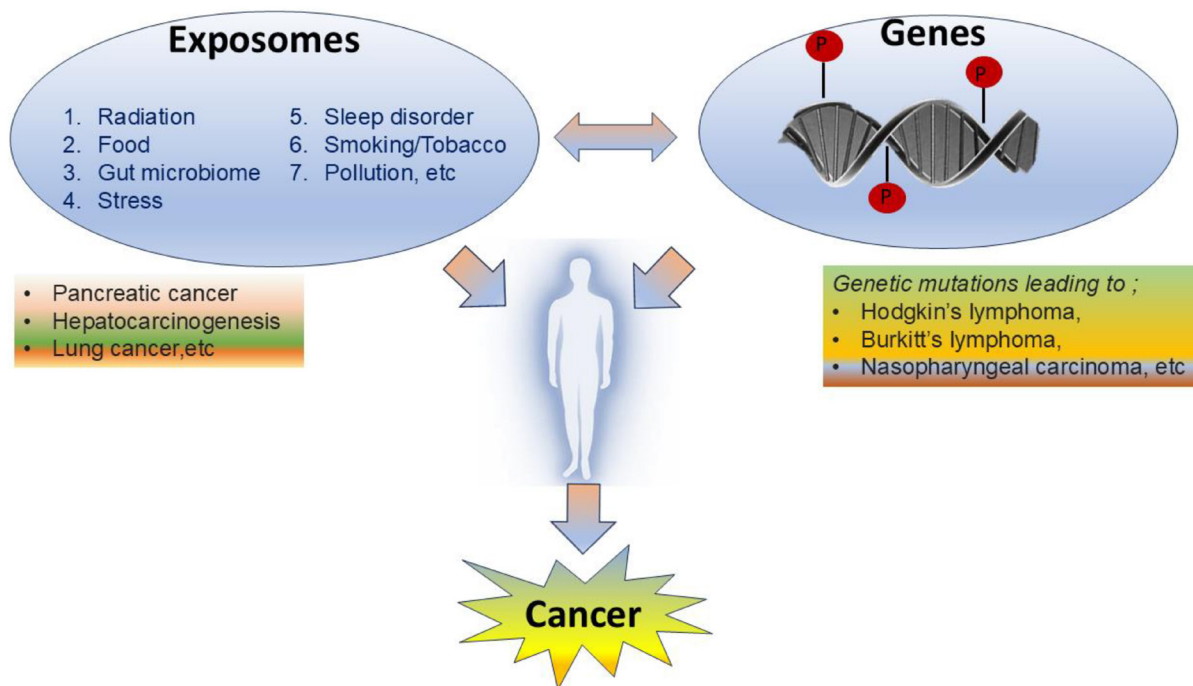 Exposomes
1. Radiation
2. Food
3. Gut microbiome
4. Stress
5. Sleep disorder
6. Smoking/Tobacco
7. Pollution, etc
Genes
P
P
P
• Pancreatic cancer
• Hepatocarcinogenesis
• Lung cancer,etc
Genetic mutations leading to ;
• Hodgkin's lymphoma,
• Burkitt's lymphoma,
• Nasopharyngeal carcinoma, etc
Cancer